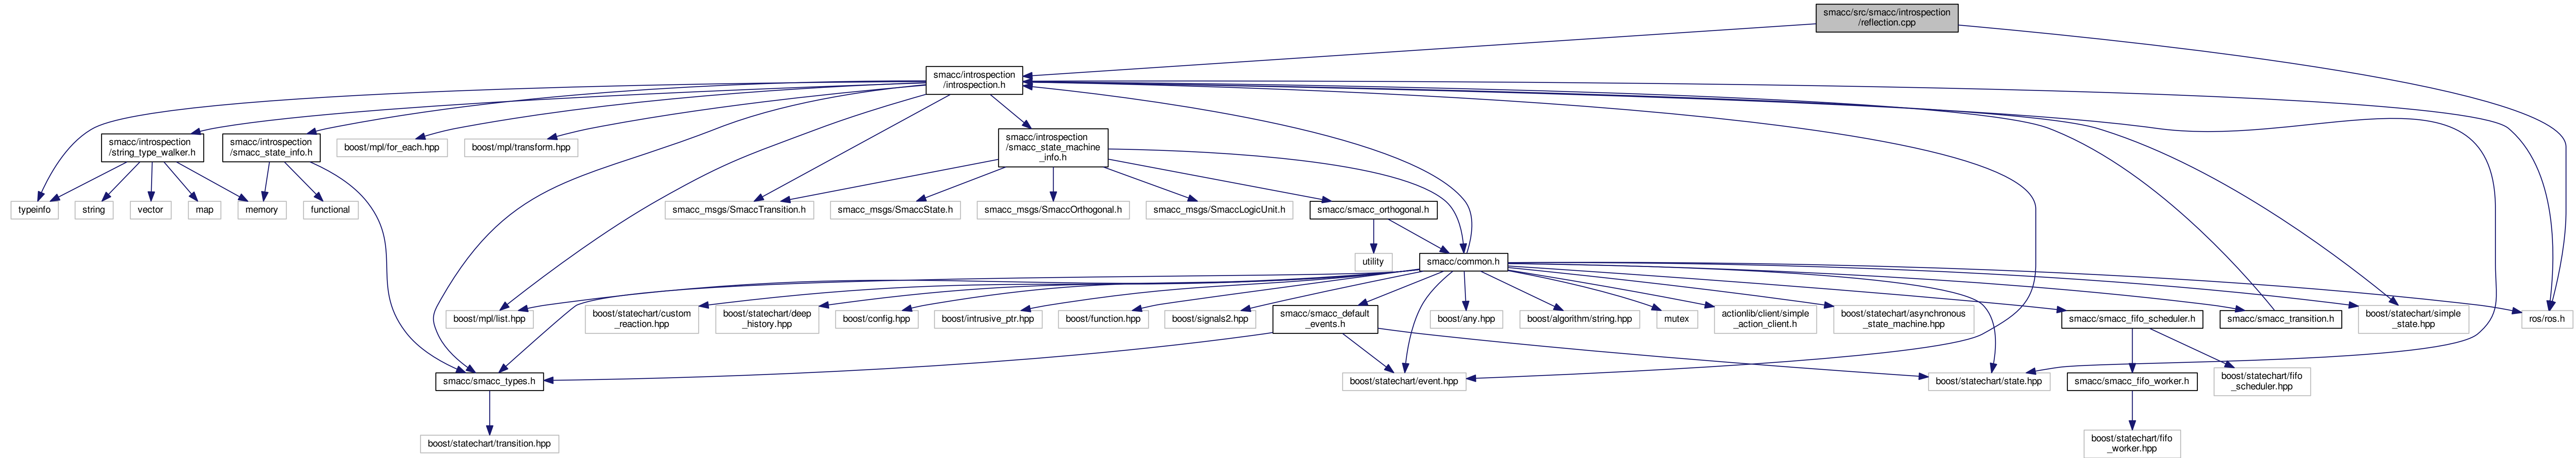 smacc/src/smacc/introspection
/reflection.cpp
smacc/introspection
/introspection.h
smacc/introspection
/string_type_walker.h
smacc/introspection
/smacc_state_info.h
boost/mpl/for_each.hpp
boost/mpl/transform.hpp
smacc/introspection
/smacc_state_machine
_info.h
typeinfo
string
vector
map
memory
functional
smacc_msgs/SmaccTransition.h
smacc_msgs/SmaccState.h
smacc_msgs/SmaccOrthogonal.h
smacc_msgs/SmaccLogicUnit.h
smacc/smacc_orthogonal.h
utility
smacc/common.h
boost/mpl/list.hpp
boost/statechart/custom
_reaction.hpp
boost/statechart/deep
_history.hpp
boost/config.hpp
boost/intrusive_ptr.hpp
boost/function.hpp
boost/signals2.hpp
smacc/smacc_default
_events.h
boost/any.hpp
boost/algorithm/string.hpp
mutex
actionlib/client/simple
_action_client.h
boost/statechart/asynchronous
_state_machine.hpp
smacc/smacc_fifo_scheduler.h
smacc/smacc_transition.h
boost/statechart/simple
_state.hpp
ros/ros.h
smacc/smacc_types.h
boost/statechart/event.hpp
boost/statechart/state.hpp
smacc/smacc_fifo_worker.h
boost/statechart/fifo
_scheduler.hpp
boost/statechart/transition.hpp
boost/statechart/fifo
_worker.hpp